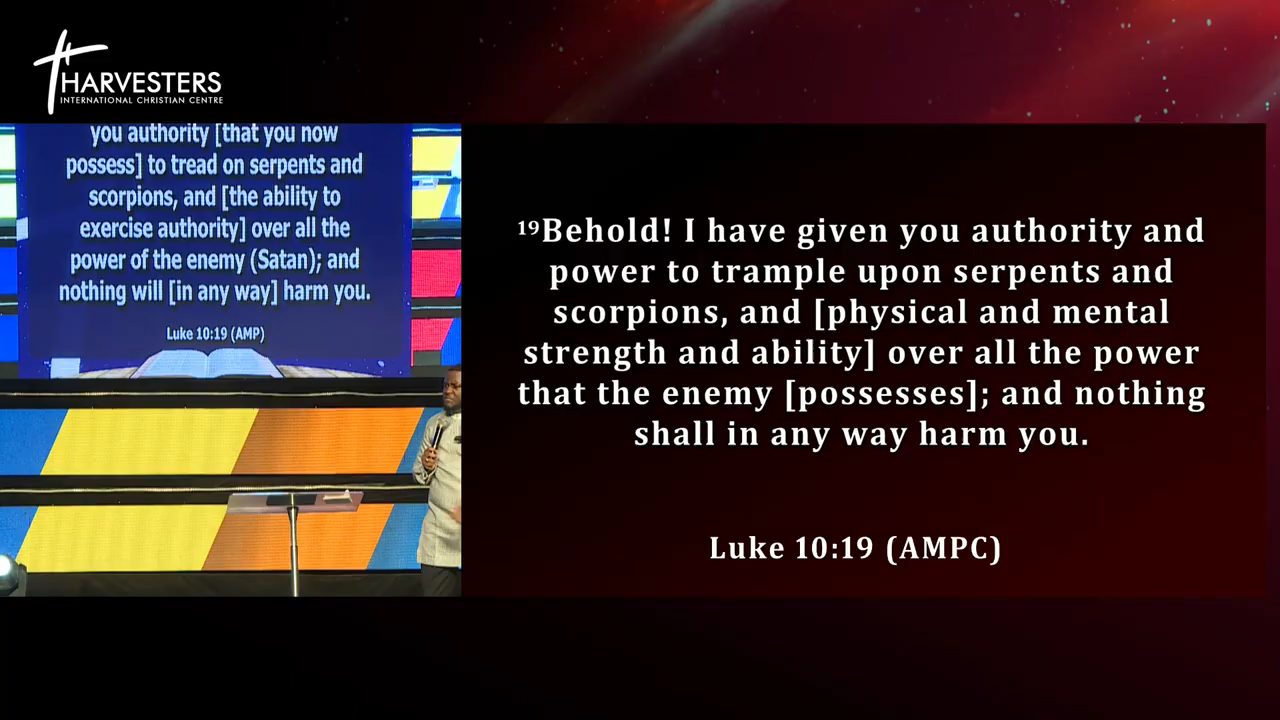 HARVESTERS
INTERNATIONAL CHRISTIAN CENTRE
you authority [that you now
possess] to tread on serpents and
scorpions, and [the ability to
exercise authority] over all the
power of the enemy (Satan); and
nothing will [in any way] harm you.
Luke 10:19 (AMP)
19Behold! I have given you authority and
power to trample upon serpents and
scorpions, and [physical and mental
strength and ability] over all the power
that the enemy [possesses]; and nothing
shall in any way harm you.
Luke 10:19 (AMPC)